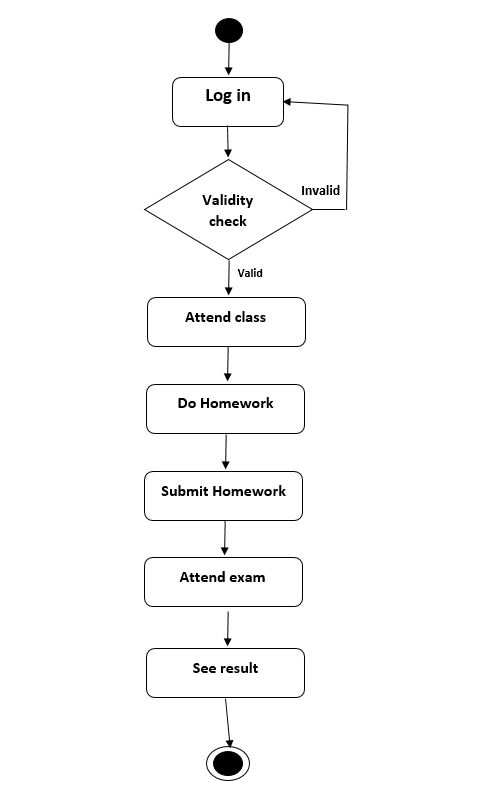 Log in
Invalid
Validity
check
Valid
Attend class
Do Homework
Submit Homework
Attend exam
See result